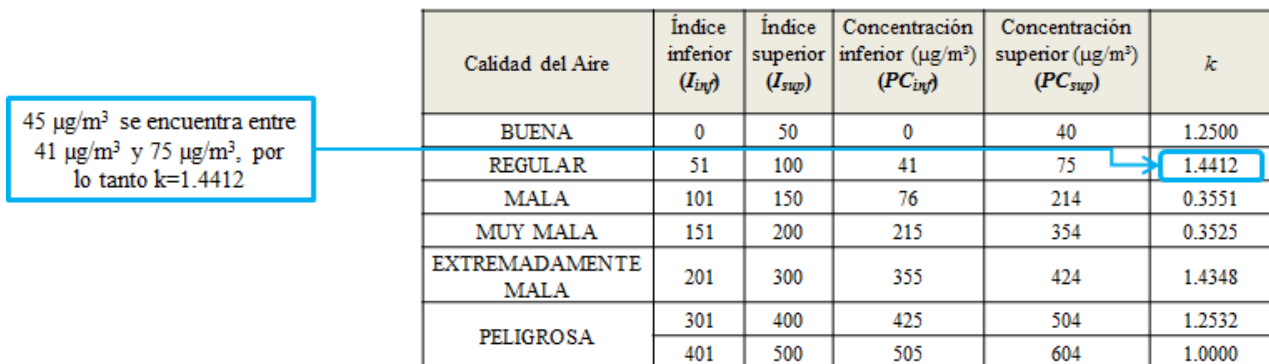 Calidad del Aire | Índice inferior (Iinf) | Índice superior (Isup) | Concentración inferior (µg/m³) (PCinf) | Concentración superior (µg/m³) (PCsup) | k
45 µg/m³ se encuentra entre
41 µg/m³ y 75 µg/m³, por
lo tanto k=1.4412
BUENA | 0 | 50 | 0 | 40 | 1.2500
REGULAR | 51 | 100 | 41 | 75 | 1.4412
MALA | 101 | 150 | 76 | 214 | 0.3551
MUY MALA | 151 | 200 | 215 | 354 | 0.3525
EXTREMADAMENTE MALA | 201 | 300 | 355 | 424 | 1.4348
PELIGROSA | 301 | 400 | 425 | 504 | 1.2532
401 | 500 | 505 | 604 | 1.0000